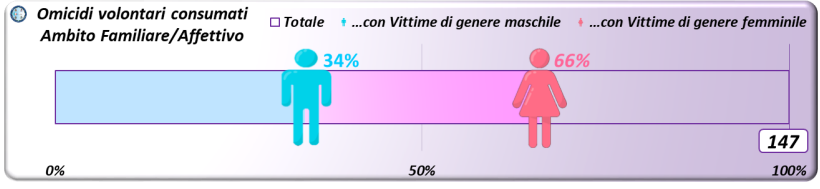 Omicidi volontari consumati
Ambito Familiare/Affettivo
Totale
...con Vittime di genere maschile
...con Vittime di genere femminile
34%
66%
147
0%
50%
100%